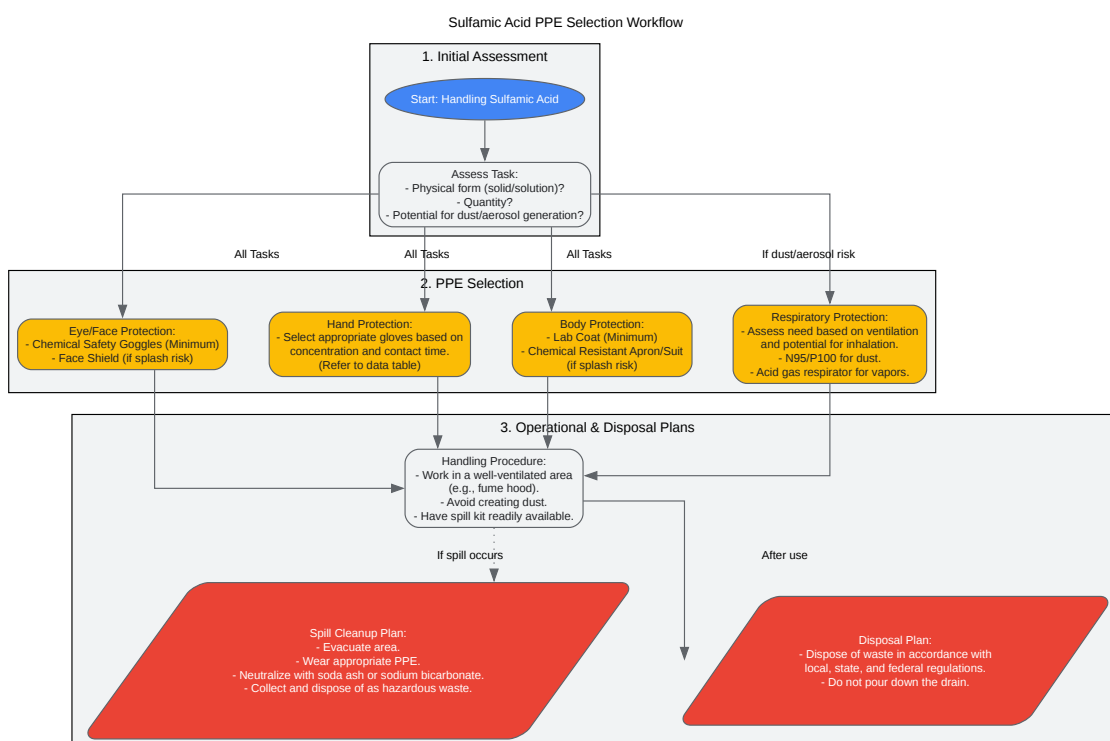 Sulfamic Acid PPE Selection Workflow
1. Initial Assessment
Start: Handling Sulfamic Acid
Assess Task:
- Physical form (solid/solution)?
- Quantity?
- Potential for dust/aerosol generation?
All Tasks
All Tasks
All Tasks
If dust/aerosol risk
2. PPE Selection
Eye/Face Protection:
- Chemical Safety Goggles (Minimum)
- Face Shield (if splash risk)
Hand Protection:
- Select appropriate gloves based on
concentration and contact time.
(Refer to data table)
Body Protection:
- Lab Coat (Minimum)
- Chemical Resistant Apron/Suit
(if splash risk)
Respiratory Protection:
- Assess need based on ventilation
and potential for inhalation.
- N95/P100 for dust.
- Acid gas respirator for vapors.
3. Operational & Disposal Plans
Handling Procedure:
- Work in a well-ventilated area
(e.g., fume hood).
- Avoid creating dust.
- Have spill kit readily available.
If spill occurs
After use
Spill Cleanup Plan:
- Evacuate area.
- Wear appropriate PPE.
- Neutralize with soda ash or sodium bicarbonate.
- Collect and dispose of as hazardous waste.
Disposal Plan:
- Dispose of waste in accordance with
local, state, and federal regulations.
- Do not pour down the drain.